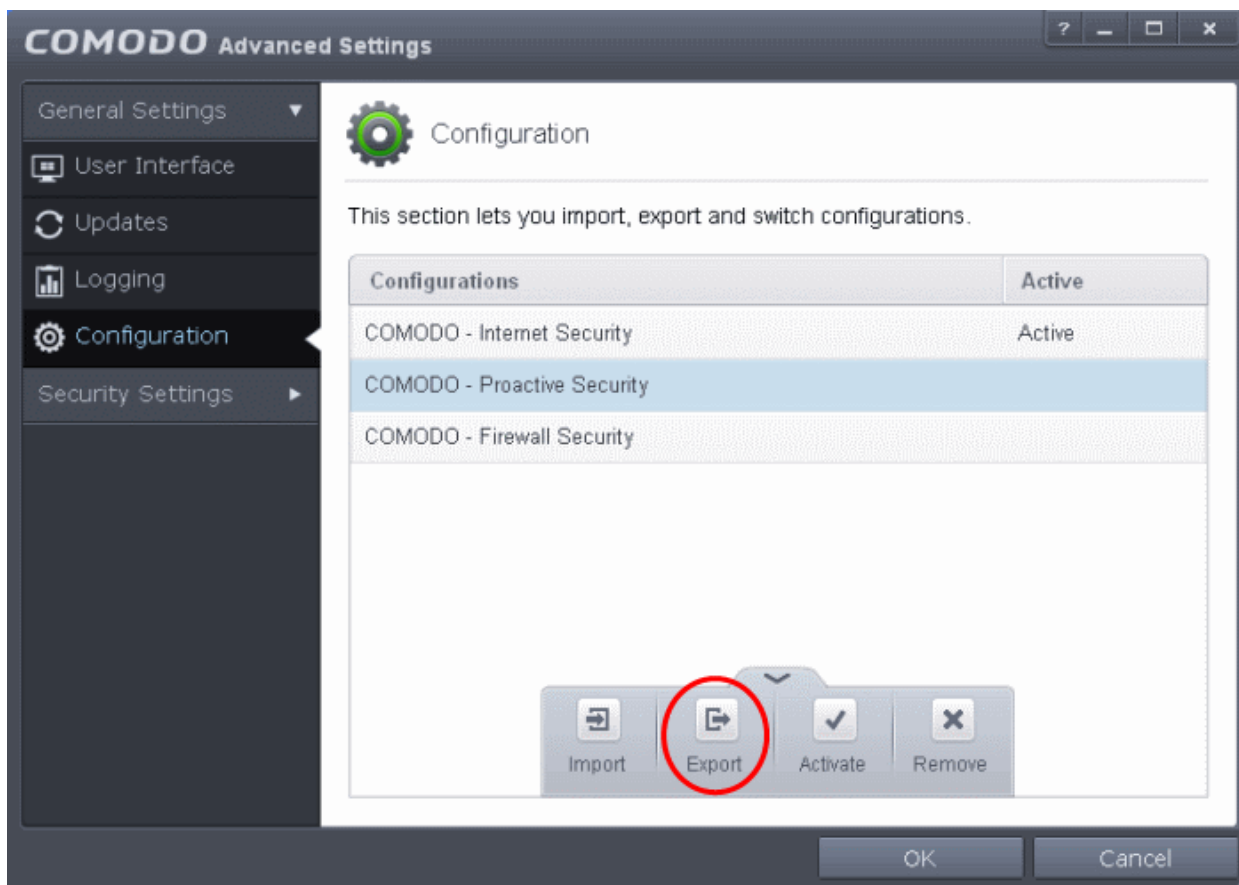 COMODO Advanced Settings
?
General Settings
User Interface
Updates
Logging
Configuration
Security Settings
Configuration
This section lets you import, export and switch configurations.
Configurations Active
COMODO - Internet Security Active
COMODO - Proactive Security
COMODO - Firewall Security
Import Export Activate Remove
OK Cancel